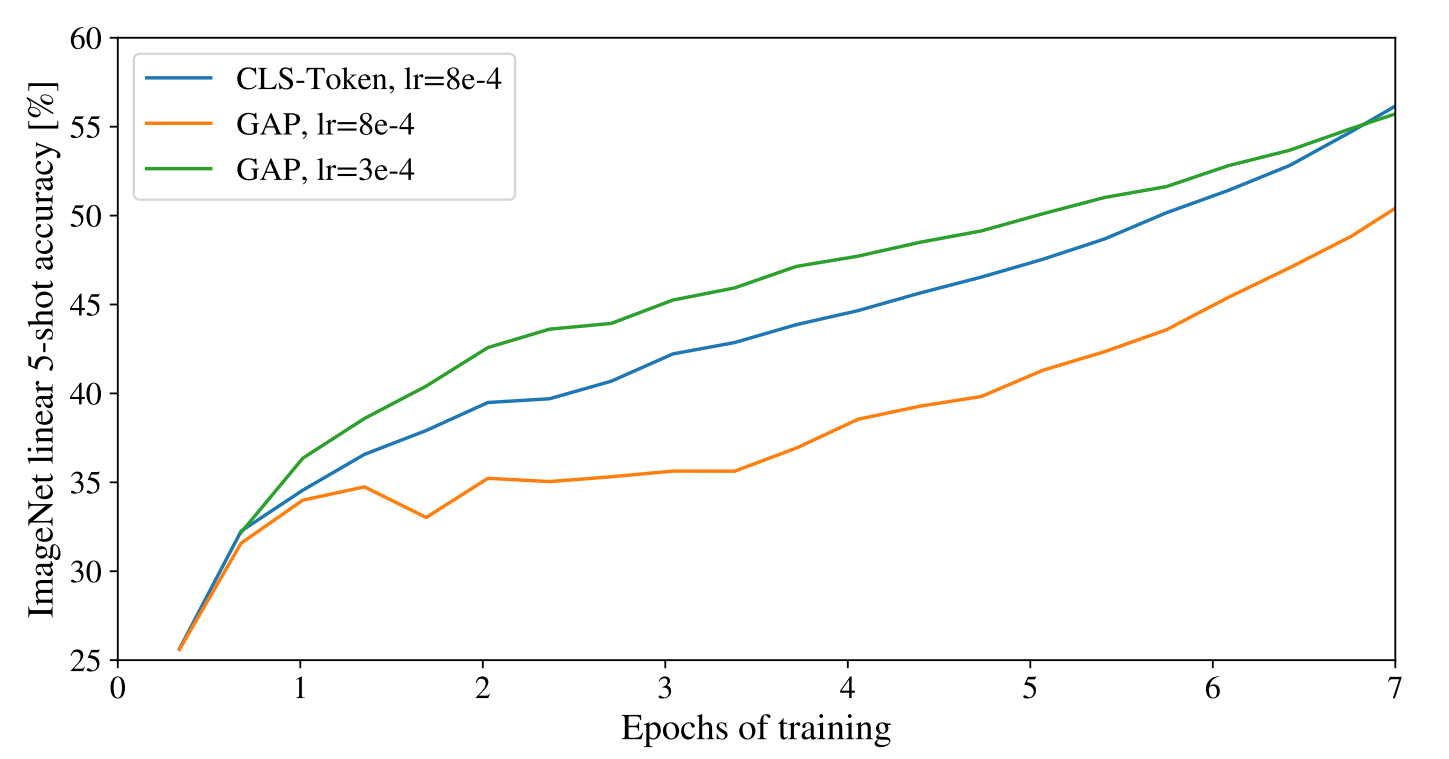 60
55
50
45
40
35
30
25
ImageNet linear 5-shot accuracy [%]
CLS-Token, lr=8e-4
GAP, lr=8e-4
GAP, lr=3e-4
0 1 2 3 4 5 6 7
Epochs of training